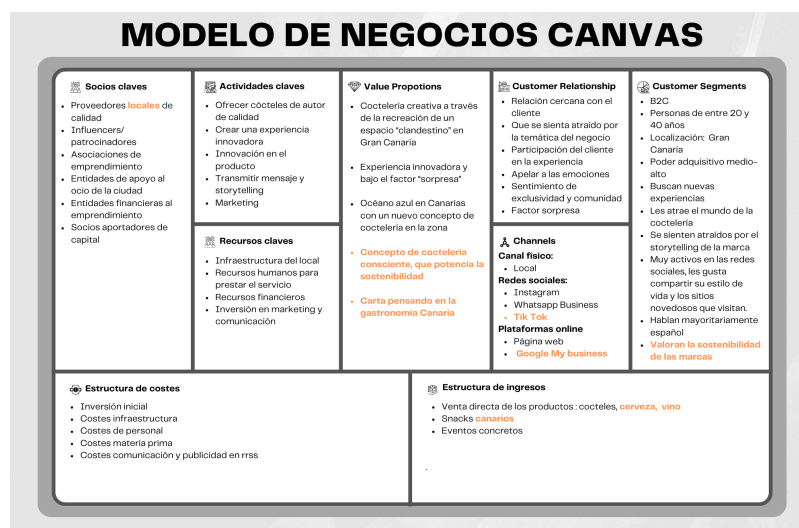 MODELO DE NEGOCIOS CANVAS
Socios claves
• Proveedores locales de
calidad
• Influencers/
patrocinadores
• Asociaciones de
emprendimiento
• Entidades de apoyo al
ocio de la ciudad
• Entidades financieras al
emprendimiento
• Socios aportadores de
capital
Actividades claves
• Ofrecer cócteles de autor
de calidad
• Crear una experiencia
innovadora
• Innovación en el
producto
• Transmitir mensaje y
storytelling
• Marketing
Recursos claves
• Infraestructura del local
• Recursos humanos para
prestar el servicio
• Recursos financieros
• Inversión en marketing y
comunicación
Value Propotions
• Coctelería creativa a través
de la recreación de un
espacio “clandestino” en
Gran Canaria
• Experiencia innovadora y
bajo el factor “sorpresa”
• Océano azul en Canarias
con un nuevo concepto de
coctelería en la zona
• Concepto de coctelería
consciente, que potencia la
sostenibilidad
• Carta pensando en la
gastronomía Canaria
Customer Relationship
• Relación cercana con el
cliente
• Que se sienta atraído por
la temática del negocio
• Participación del cliente
en la experiencia
• Apelar a las emociones
• Sentimiento de
exclusividad y comunidad
• Factor sorpresa
Channels
Canal físico:
• Local
Redes sociales:
• Instagram
• Whatsapp Business
• Tik Tok
Plataformas online
• Página web
• Google My business
Customer Segments
• B2C
• Personas de entre 20 y
40 años
• Localización: Gran
Canaria
• Poder adquisitivo medio-
alto
• Buscan nuevas
experiencias
• Les atrae el mundo de la
coctelería
• Se sienten atraídos por el
storytelling de la marca
• Muy activos en las redes
sociales, les gusta
compartir su estilo de
vida y los sitios
novedosos que visitan.
• Hablan mayoritariamente
español
• Valoran la sostenibilidad
de las marcas
Estructura de costes
• Inversión inicial
• Costes infraestructura
• Costes de personal
• Costes materia prima
• Costes comunicación y publicidad en rrss
Estructura de ingresos
• Venta directa de los productos : cocteles, cerveza, vino
• Snacks canarios
• Eventos concretos
.